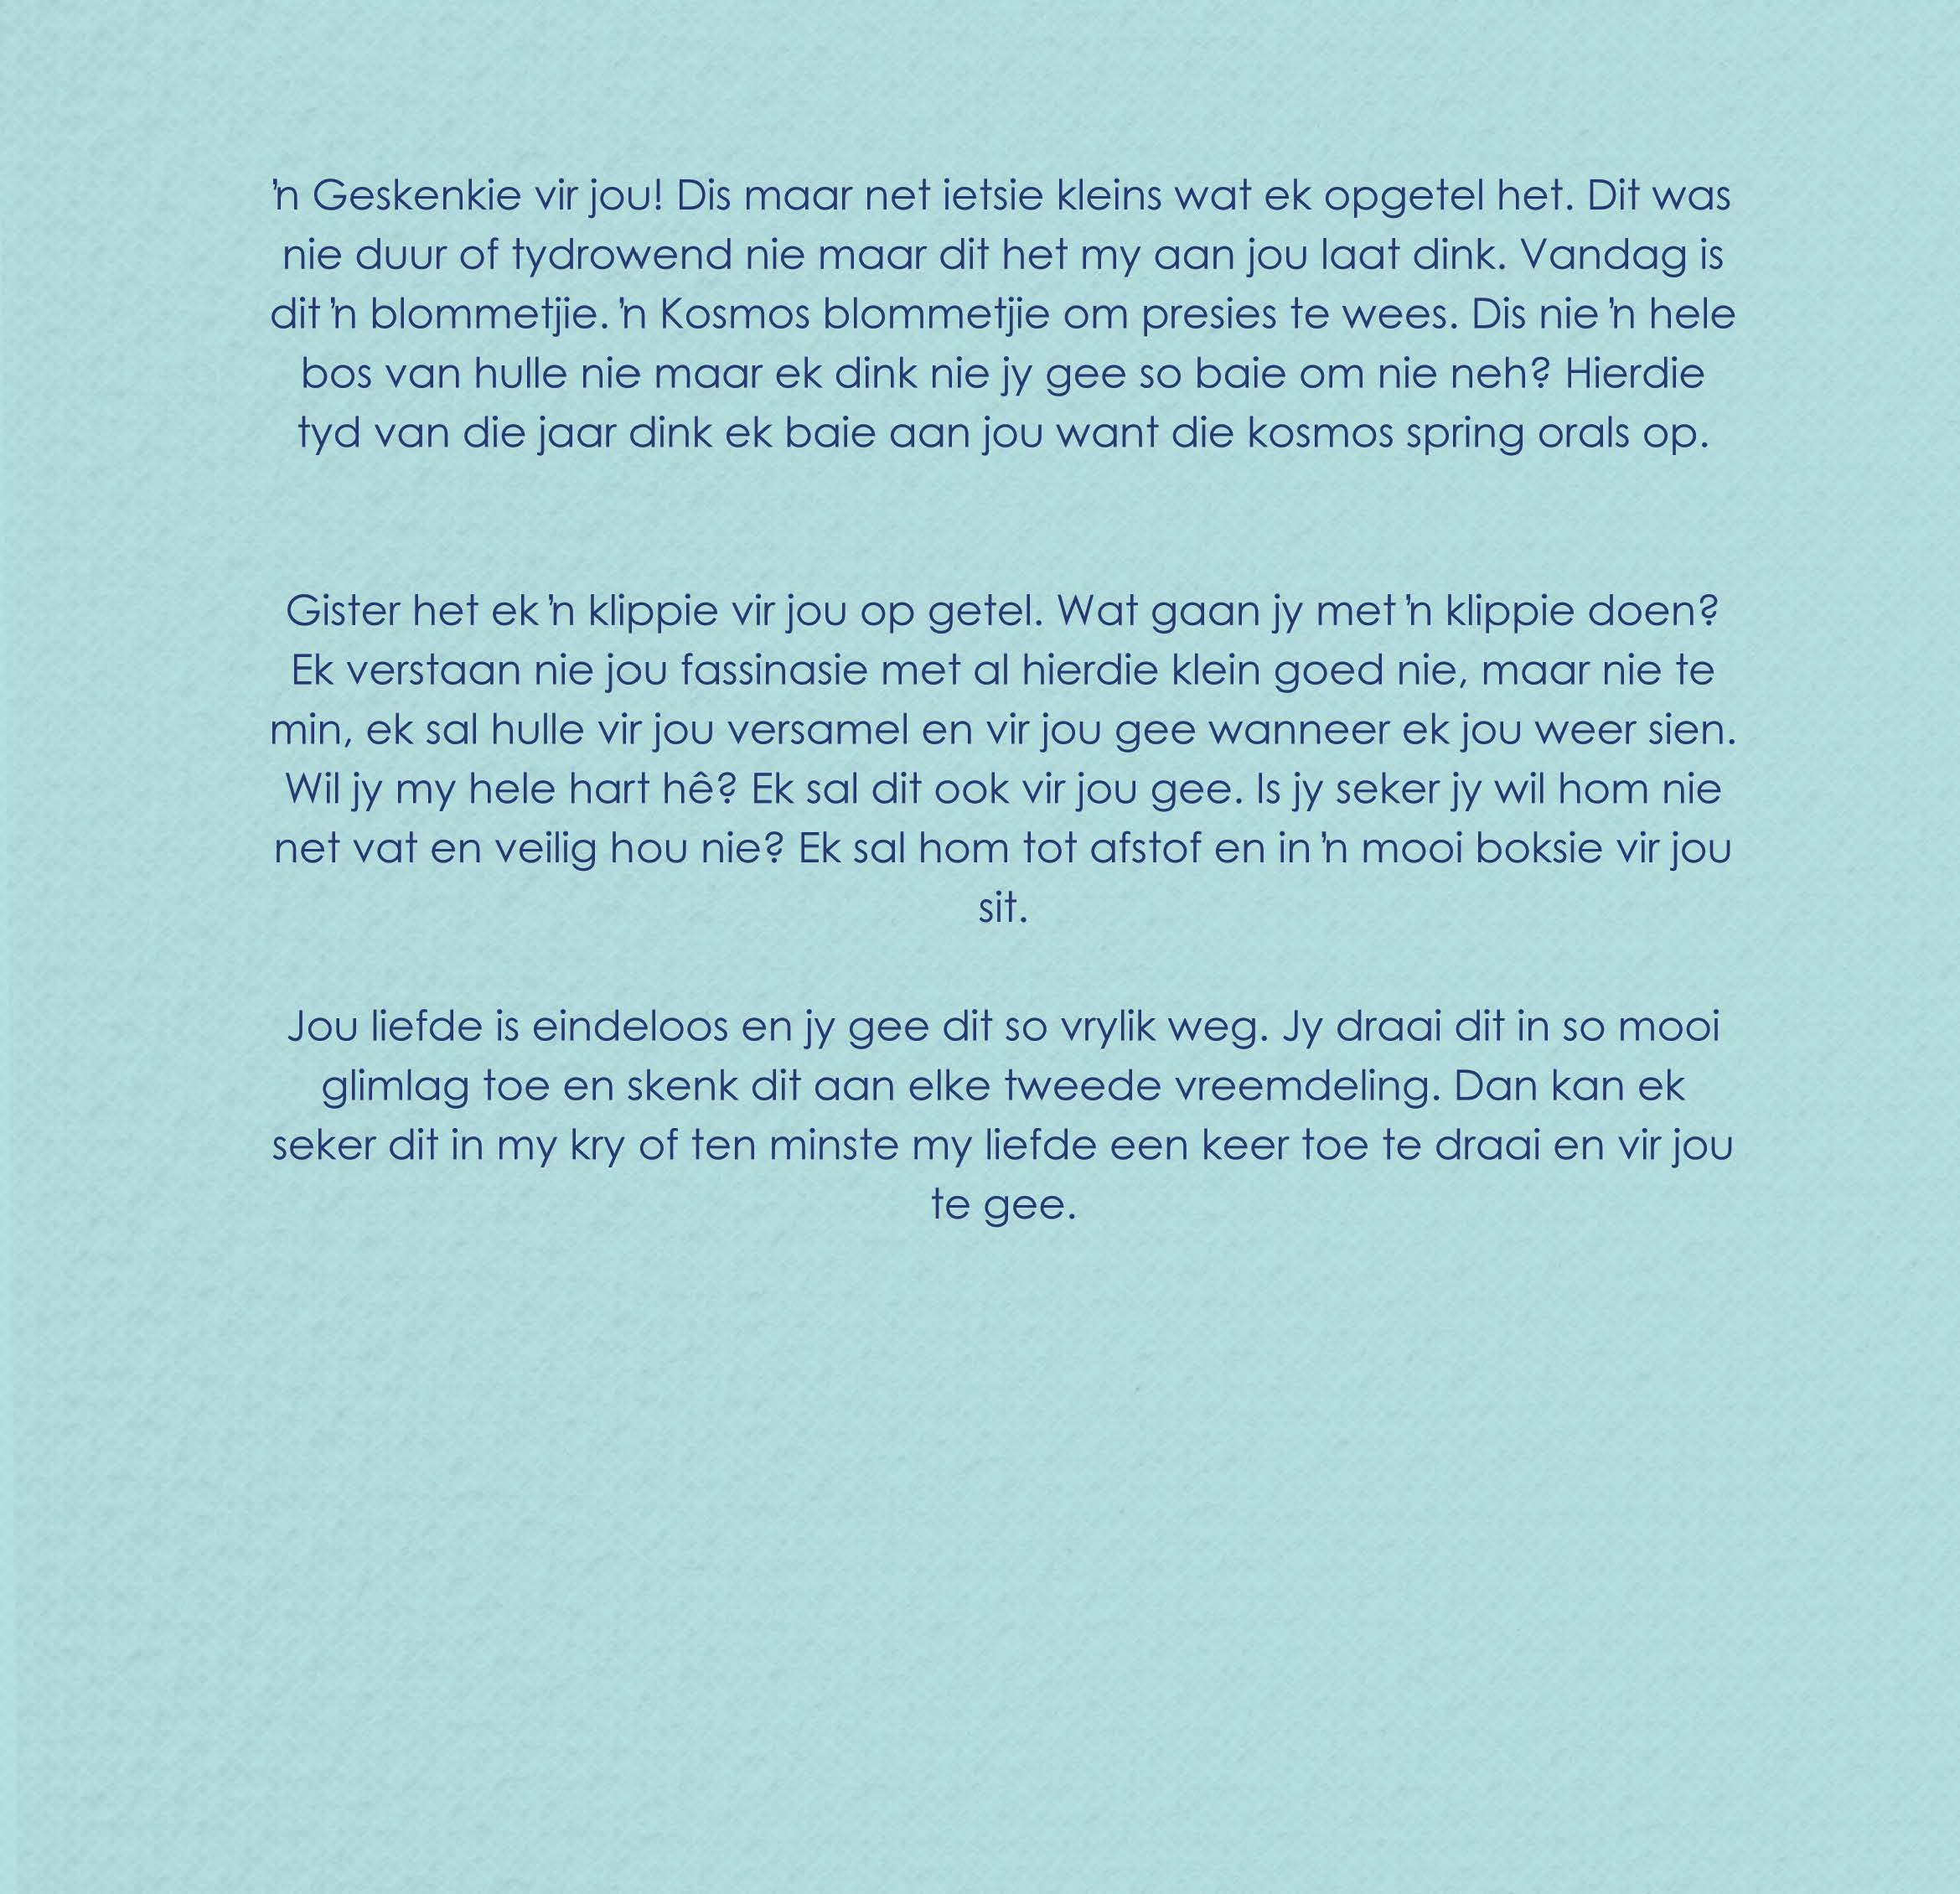 'n Geskenkie vir jou! Dis maar net ietsie kleins wat ek opgetel het. Dit was
nie duur of tydrowend nie maar dit het my aan jou laat dink. Vandag is
dit 'n blommetjie. 'n Kosmos blommetjie om presies te wees. Dis nie 'n hele
bos van hulle nie maar ek dink nie jy gee so baie om nie neh? Hierdie
tyd van die jaar dink ek baie aan jou want die kosmos spring orals op.
Gister het ek 'n klippie vir jou op getel. Wat gaan jy met 'n klippie doen?
Ek verstaan nie jou fassinasie met al hierdie klein goed nie, maar nie te
min, ek sal hulle vir jou versamel en vir jou gee wanneer ek jou weer sien.
Wil jy my hele hart hê? Ek sal dit ook vir jou gee. Is jy seker jy wil hom nie
net vat en veilig hou nie? Ek sal hom tot afstof en in 'n mooi boksie vir jou
sit.
Jou liefde is eindeloos en jy gee dit so vrylik weg. Jy draai dit in so mooi
glimlag toe en skenk dit aan elke tweede vreemdeling. Dan kan ek
seker dit in my kry of ten minste my liefde een keer toe te draai en vir jou
te gee.